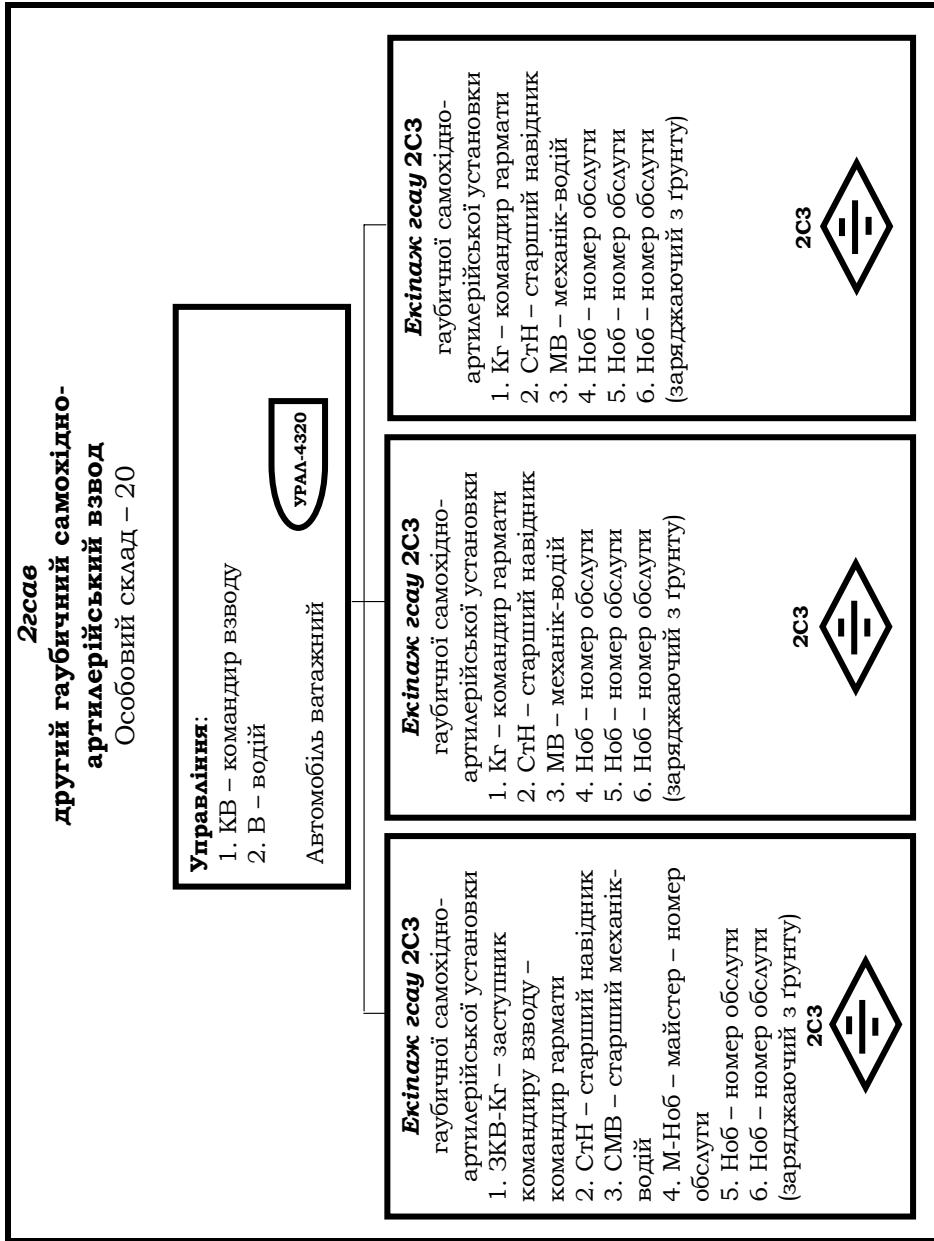 2гсав
другий гаубичний самохідно-
артилерійський взвод
Особовий склад – 20
Управління:
1. КВ – командир взводу
2. В – водій
Автомобіль ватажний
УРАЛ-4320
Екіпаж гсау 2С3
гаубичної самохідно-
артилерійської установки
1. ЗКВ-Кг – заступник
командиру взводу –
командир гармати
2. СтН – старший навідник
3. СМВ – старший механік-
водій
4. М-Ноб – майстер – номер
обслуги
5. Ноб – номер обслуги
6. Ноб – номер обслуги
(заряджаючий з ґрунту)
2С3
Екіпаж гсау 2С3
гаубичної самохідно-
артилерійської установки
1. Кг – командир гармати
2. СтН – старший навідник
3. МВ – механік-водій
4. Ноб – номер обслуги
5. Ноб – номер обслуги
6. Ноб – номер обслуги
(заряджаючий з ґрунту)
2С3
Екіпаж гсау 2С3
гаубичної самохідно-
артилерійської установки
1. Кг – командир гармати
2. СтН – старший навідник
3. МВ – механік-водій
4. Ноб – номер обслуги
5. Ноб – номер обслуги
6. Ноб – номер обслуги
(заряджаючий з ґрунту)
2С3